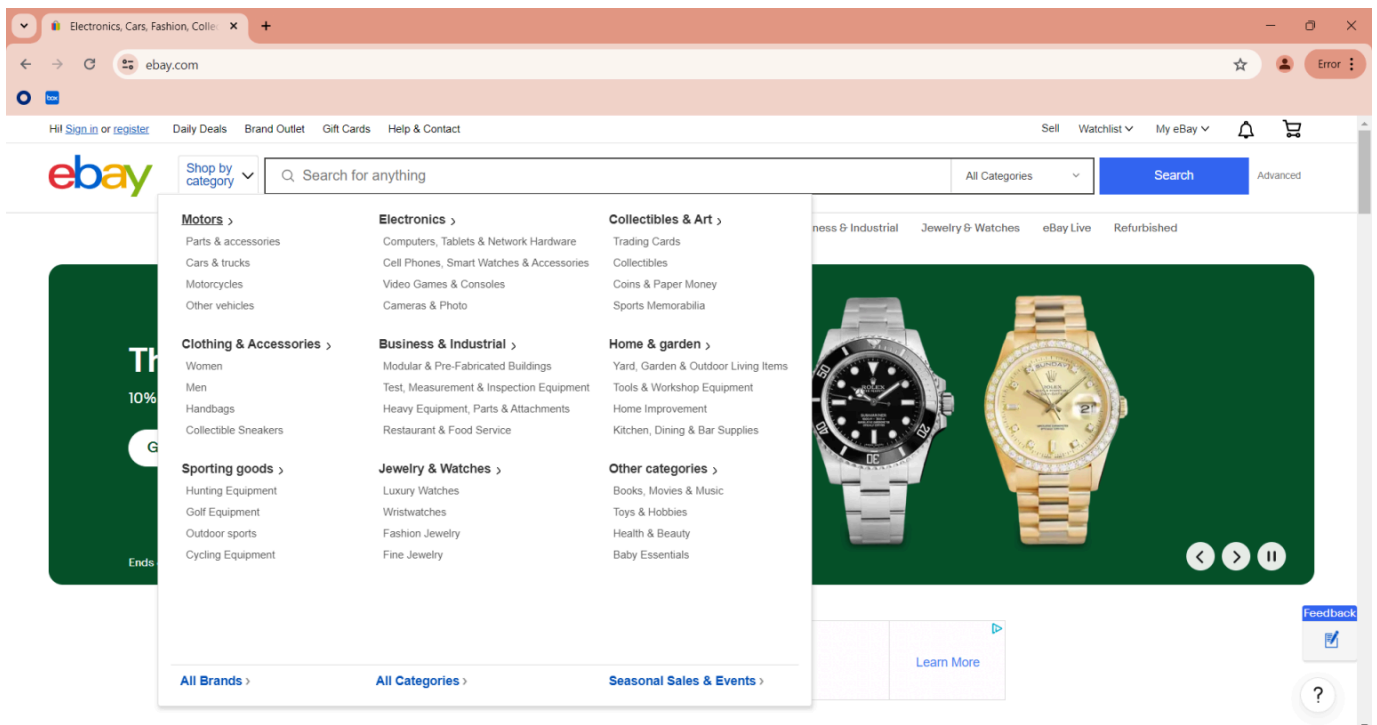 Electronics, Cars, Fashion, Collec
ebay.com
Error
box
Hi! Sign in or register Daily Deals Brand Outlet Gift Cards Help & Contact Sell Watchlist My eBay
ebay
Shop by
category
Search for anything
All Categories
Search
Advanced
ness & Industrial Jewelry & Watches eBay Live Refurbished
Motors >
Parts & accessories
Cars & trucks
Motorcycles
Other vehicles
Electronics >
Computers, Tablets & Network Hardware
Cell Phones, Smart Watches & Accessories
Video Games & Consoles
Cameras & Photo
Collectibles & Art >
Trading Cards
Collectibles
Coins & Paper Money
Sports Memorabilia
Clothing & Accessories >
Women
Men
Handbags
Collectible Sneakers
Business & Industrial >
Modular & Pre-Fabricated Buildings
Test, Measurement & Inspection Equipment
Heavy Equipment, Parts & Attachments
Restaurant & Food Service
Home & garden >
Yard, Garden & Outdoor Living Items
Tools & Workshop Equipment
Home Improvement
Kitchen, Dining & Bar Supplies
Sporting goods >
Hunting Equipment
Golf Equipment
Outdoor sports
Cycling Equipment
Jewelry & Watches >
Luxury Watches
Wristwatches
Fashion Jewelry
Fine Jewelry
Other categories >
Books, Movies & Music
Toys & Hobbies
Health & Beauty
Baby Essentials
All Brands > All Categories > Seasonal Sales & Events >
Th
10%
G
Ends
ROLEX
SUNDAY
ROLEX
2
Learn More
Feedback
?